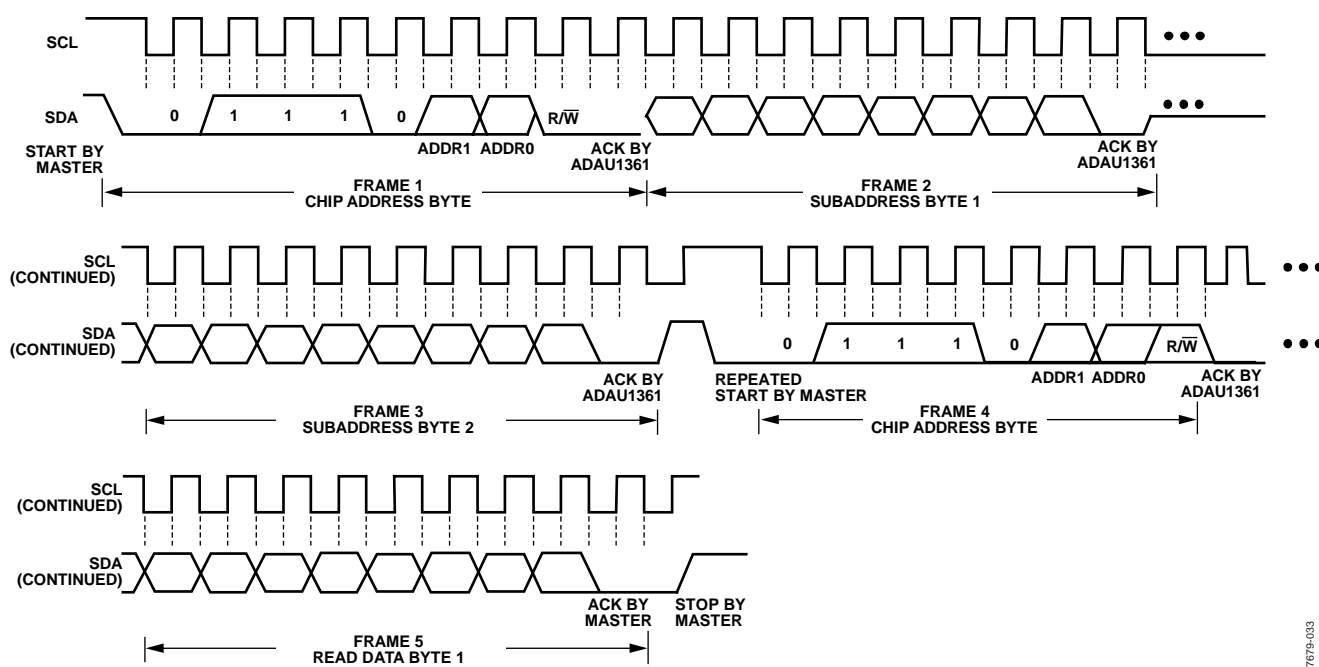 SCL
SDA
0 1 1 1 0 R/W̅
ADDR1 ADDR0
START BY
MASTER
ACK BY
ADAU1361
ACK BY
ADAU1361
FRAME 1
CHIP ADDRESS BYTE
FRAME 2
SUBADDRESS BYTE 1
SCL
(CONTINUED)
SDA
(CONTINUED)
0 1 1 1 0 R/W̅
ACK BY
ADAU1361
REPEATED
START BY MASTER
ADDR1 ADDR0
ACK BY
ADAU1361
FRAME 3
SUBADDRESS BYTE 2
FRAME 4
CHIP ADDRESS BYTE
SCL
(CONTINUED)
SDA
(CONTINUED)
ACK BY
MASTER
STOP BY
MASTER
FRAME 5
READ DATA BYTE 1
7679-033